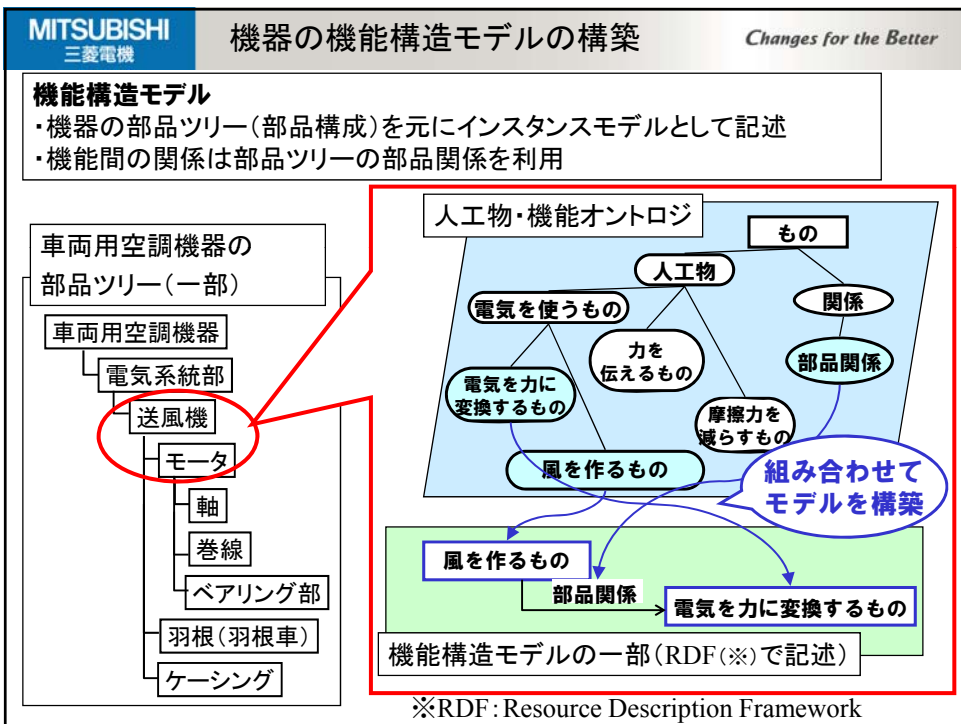 MITSUBISHI
三菱電機
機器の機能構造モデルの構築
Changes for the Better
機能構造モデル
・機器の部品ツリー(部品構成)を元にインスタンスモデルとして記述
・機能間の関係は部品ツリーの部品関係を利用
車両用空調機器の
部品ツリー(一部)
車両用空調機器
電気系統部
送風機
モータ
軸
巻線
ベアリング部
羽根(羽根車)
ケーシング
人工物・機能オントロジ
もの
人工物
関係
電気を使うもの
力を
伝えるもの
部品関係
電気を力に
変換するもの
摩擦力を
減らすもの
風を作るもの
組み合わせて
モデルを構築
風を作るもの
部品関係
電気を力に変換するもの
機能構造モデルの一部(RDF(※)で記述)
※RDF:Resource Description Framework